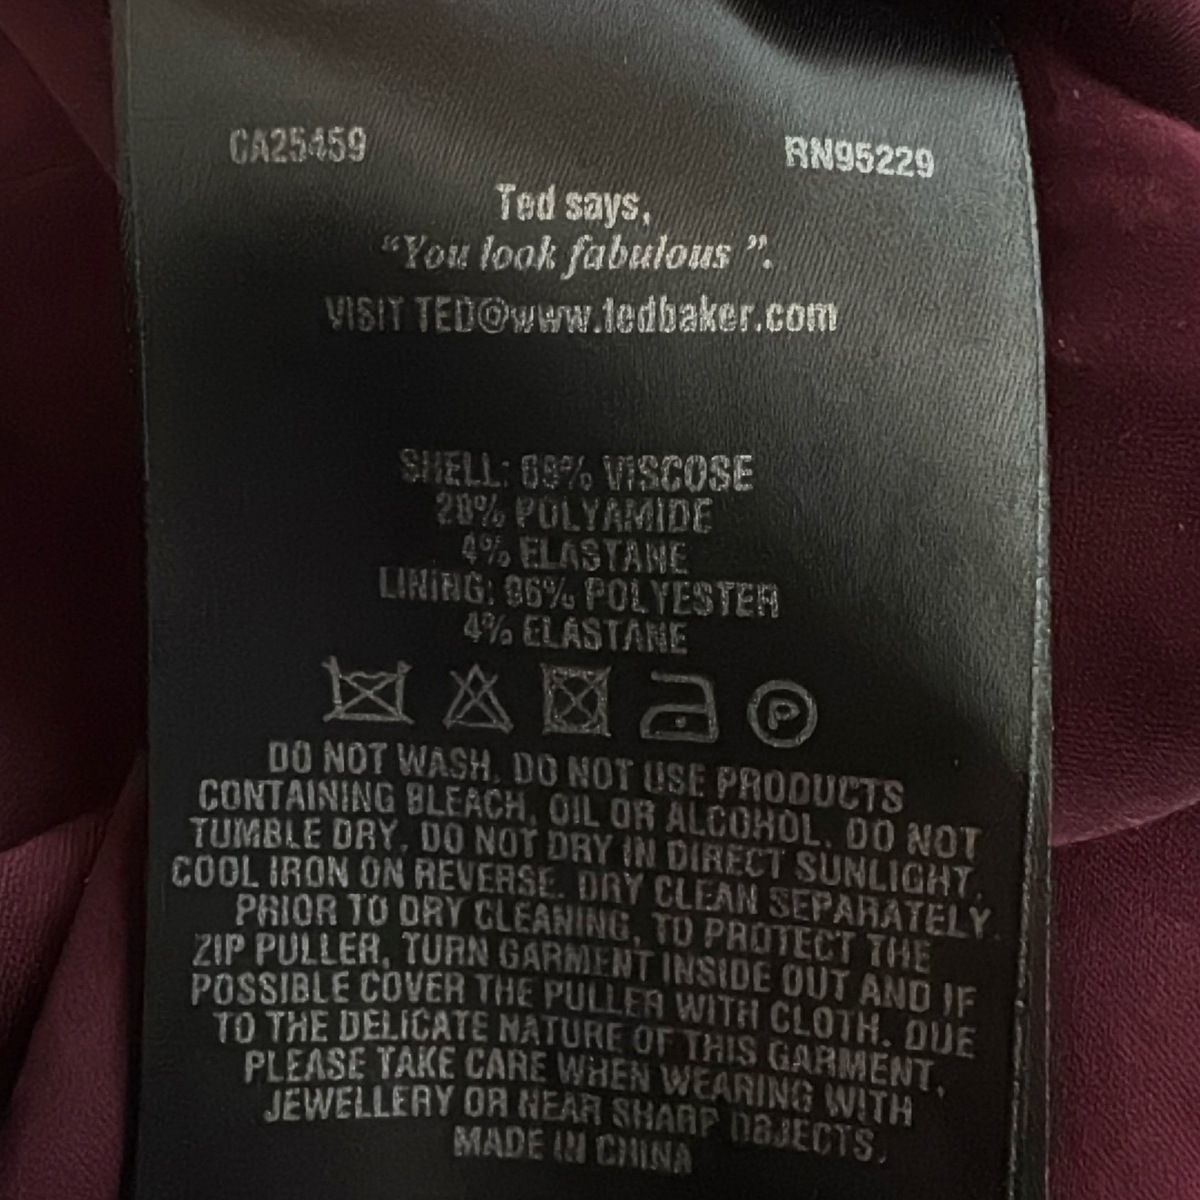 CA25459 RN95229
Ted says,
“You look fabulous ”.
VISIT TED@www.tedbaker.com
SHELL: VISCOSE
28% POLYAMIDE
4% ELASTANE
LINING: 96% POLYESTER
4% ELASTANE
P
DO NOT WASH. DO NOT USE PRODUCTS
CONTAINING BLEACH, OIL OR ALCOHOL. DO NOT
TUMBLE DRY. DO NOT DRY IN DIRECT SUNLIGHT.
COOL IRON ON REVERSE. DRY CLEAN SEPARATELY.
PRIOR TO DRY CLEANING, TO PROTECT THE
ZIP PULLER, TURN GARMENT INSIDE OUT AND IF
POSSIBLE COVER THE PULLER WITH CLOTH. DUE
TO THE DELICATE NATURE OF THIS GARMENT,
PLEASE TAKE CARE WHEN WEARING WITH
JEWELLERY OR NEAR SHARP OBJECTS.
MADE IN CHINA